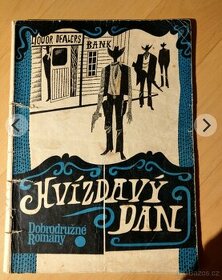 LIQUOR DEALERS
BANK
HVÍZDAVÝ
DAN
Dobrodružné
Romány